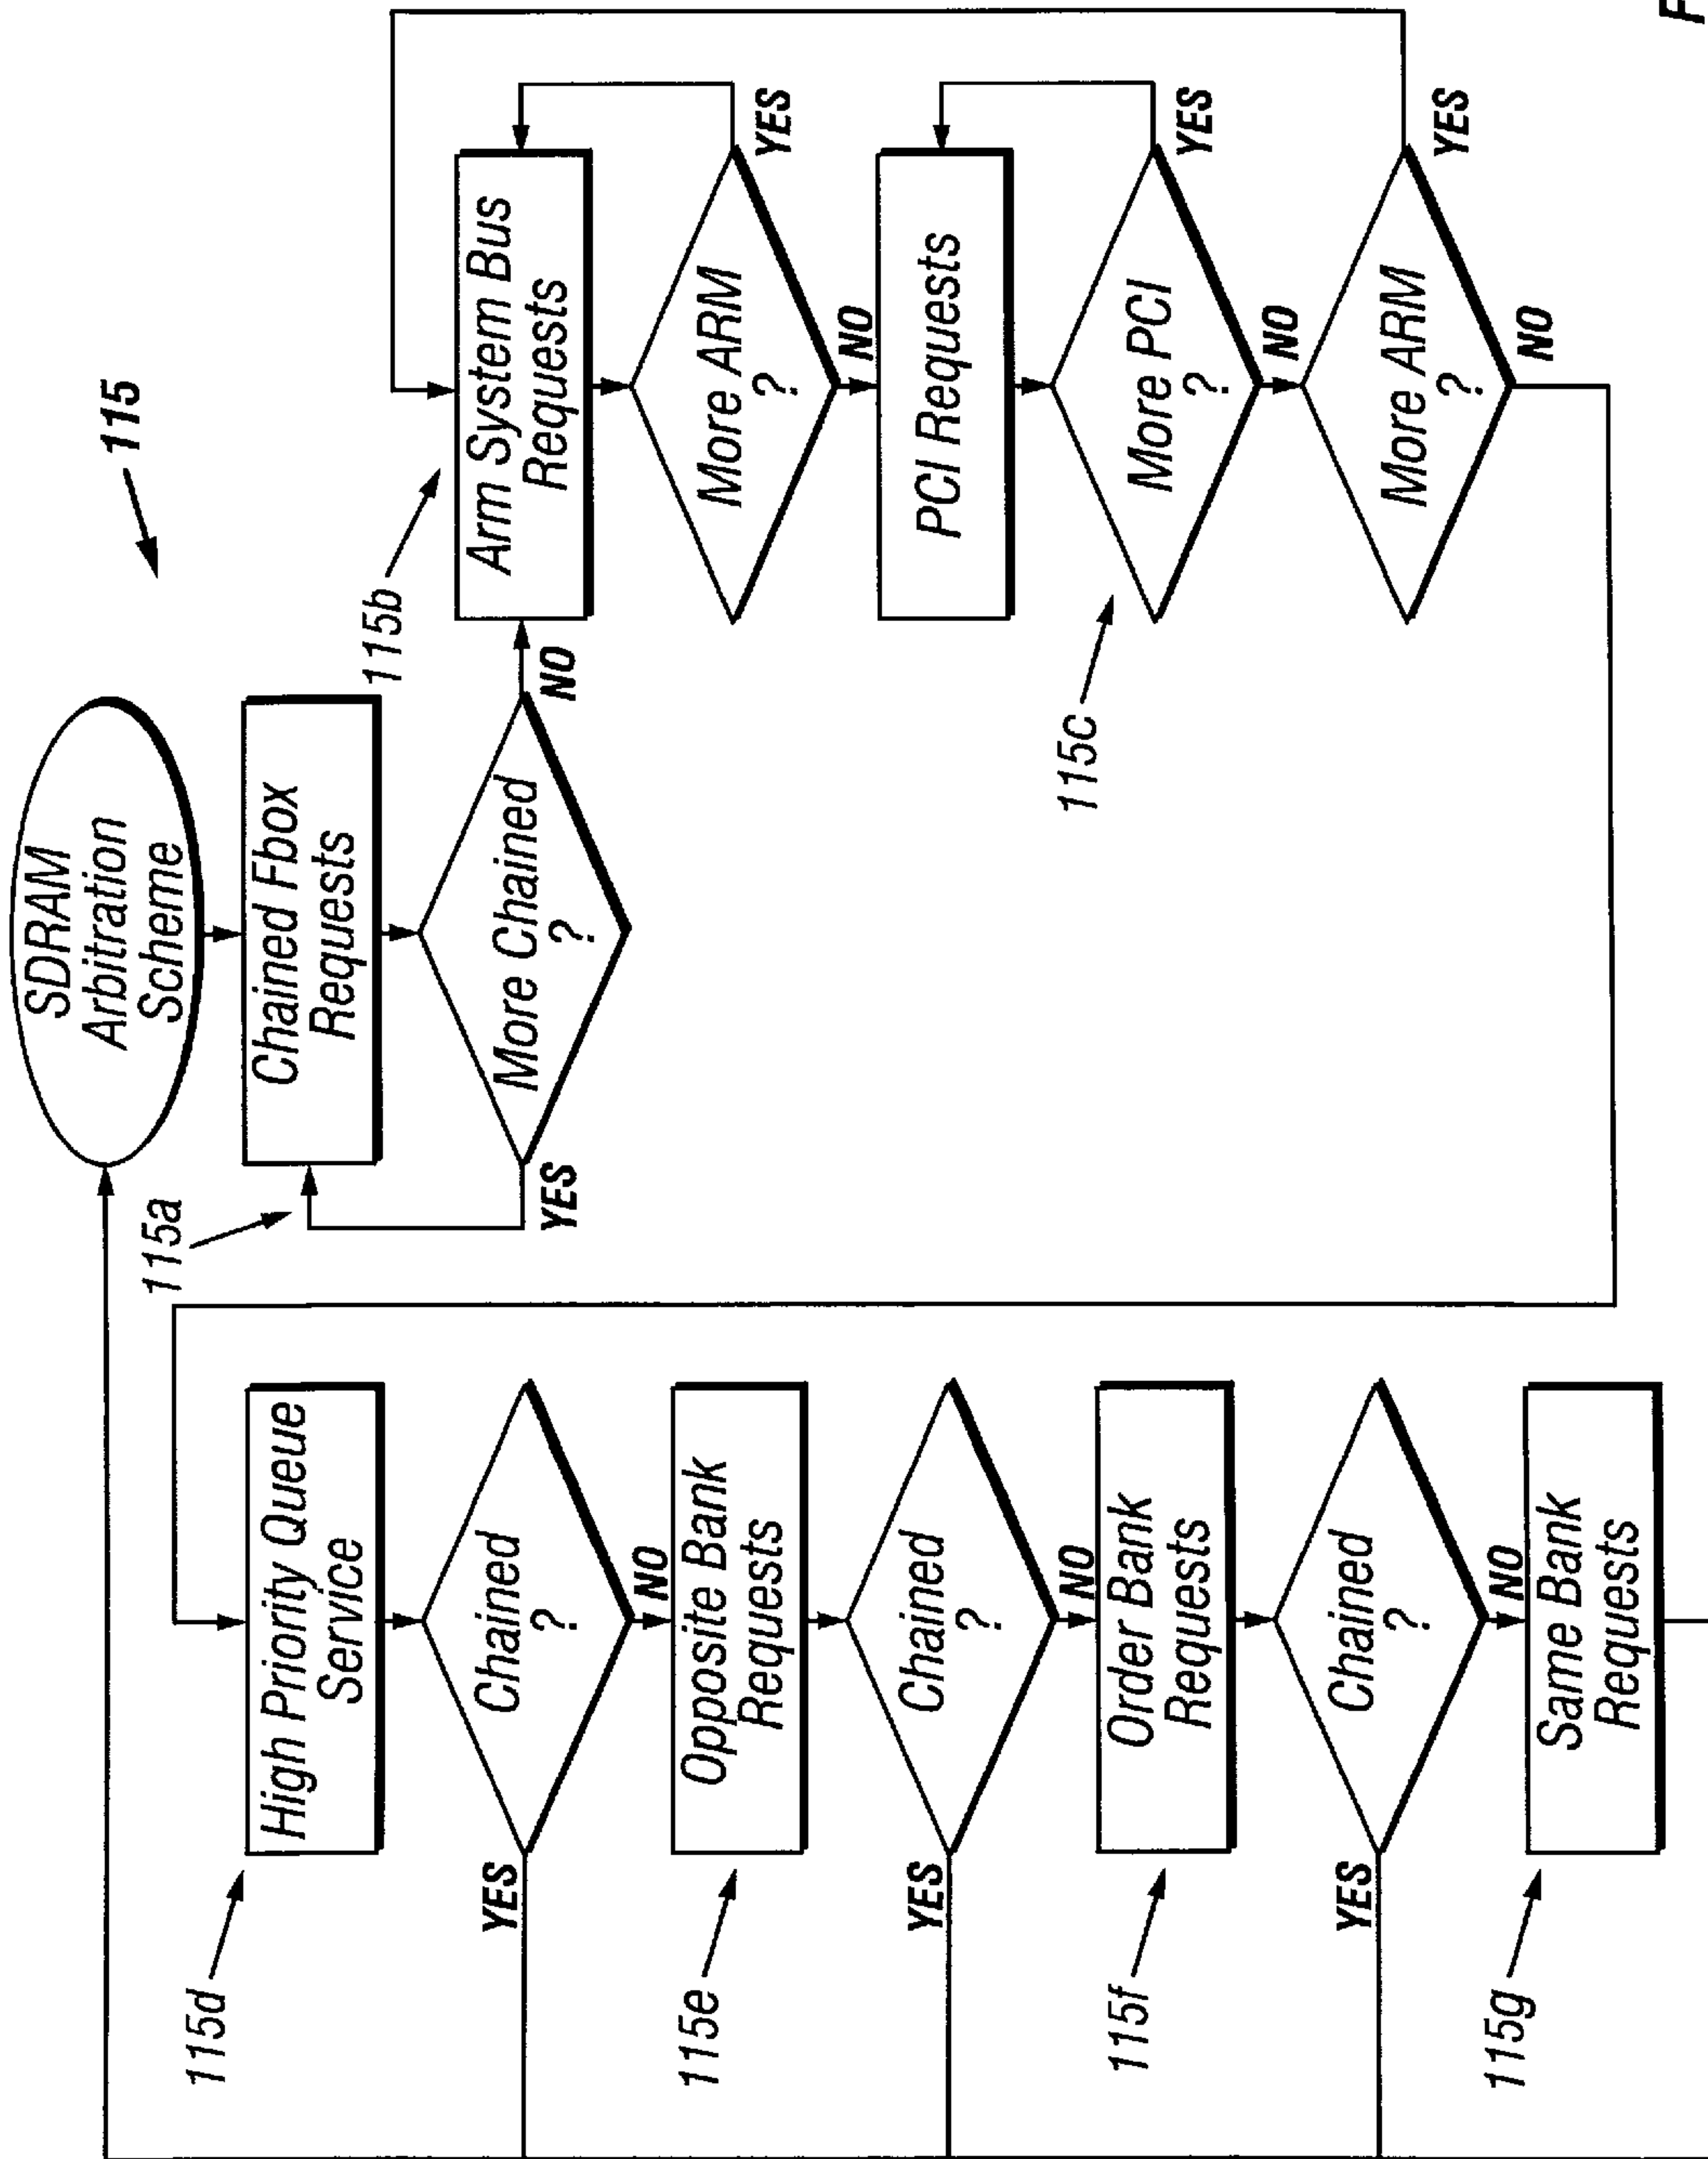 115
SDRAM
Arbitration
Scheme
115a
Chained Fbox
Requests
More Chained
?
YES
NO
115b
Arm System Bus
Requests
More ARM
?
YES
NO
PCI Requests
115c
More PCI
?
YES
NO
More ARM
?
YES
NO
115d
High Priority Queue
Service
Chained
?
YES
NO
115e
Opposite Bank
Requests
Chained
?
YES
NO
115f
Order Bank
Requests
Chained
?
YES
NO
115g
Same Bank
Requests